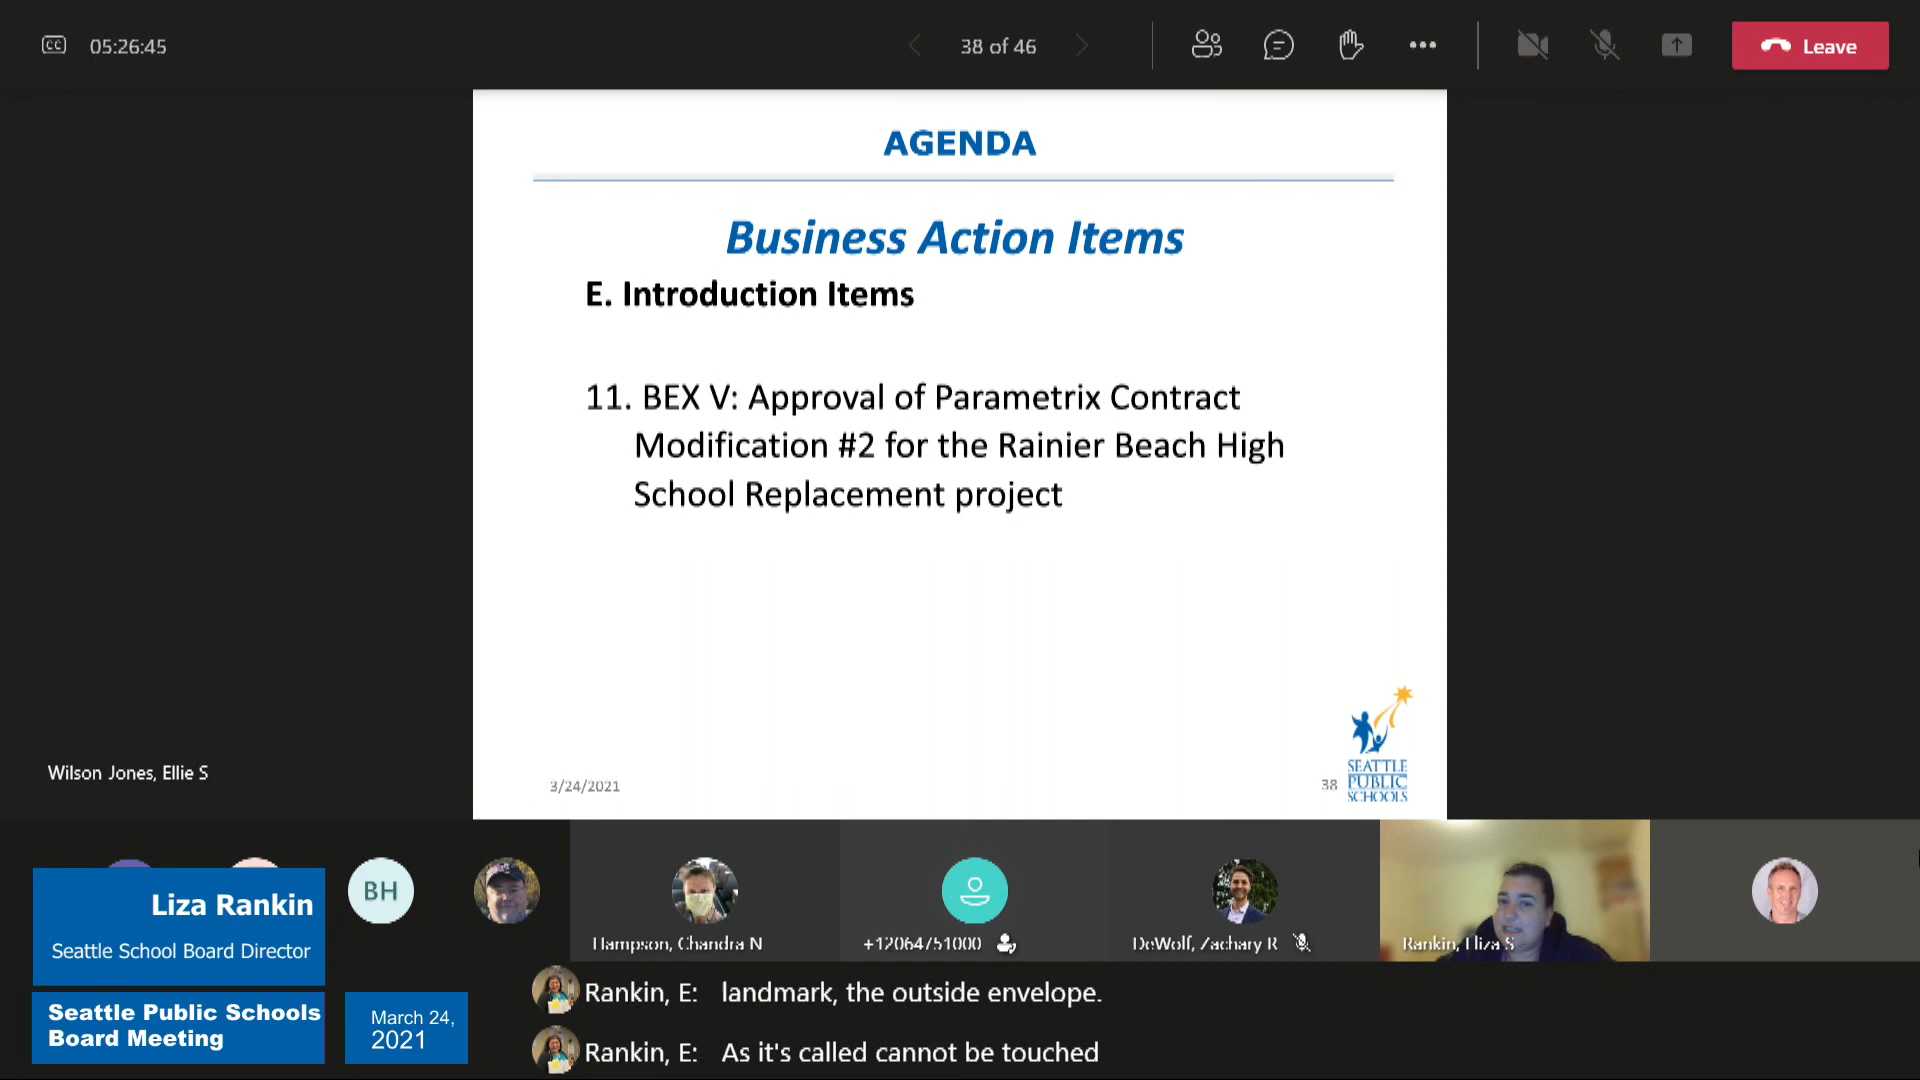 CC 05:26:45
38 of 46
Leave
AGENDA
Business Action Items
E. Introduction Items
11. BEX V: Approval of Parametrix Contract
Modification #2 for the Rainier Beach High
School Replacement project
3/24/2021
38
SEATTLE
PUBLIC
SCHOOLS
Wilson Jones, Ellie S
BH
Hampson, Chandra N
+12064751000
DeWolf, Zachary R
Rankin, Eliza S
Liza Rankin
Seattle School Board Director
Seattle Public Schools
Board Meeting
March 24,
2021
Rankin, E: landmark, the outside envelope.
Rankin, E: As it's called cannot be touched